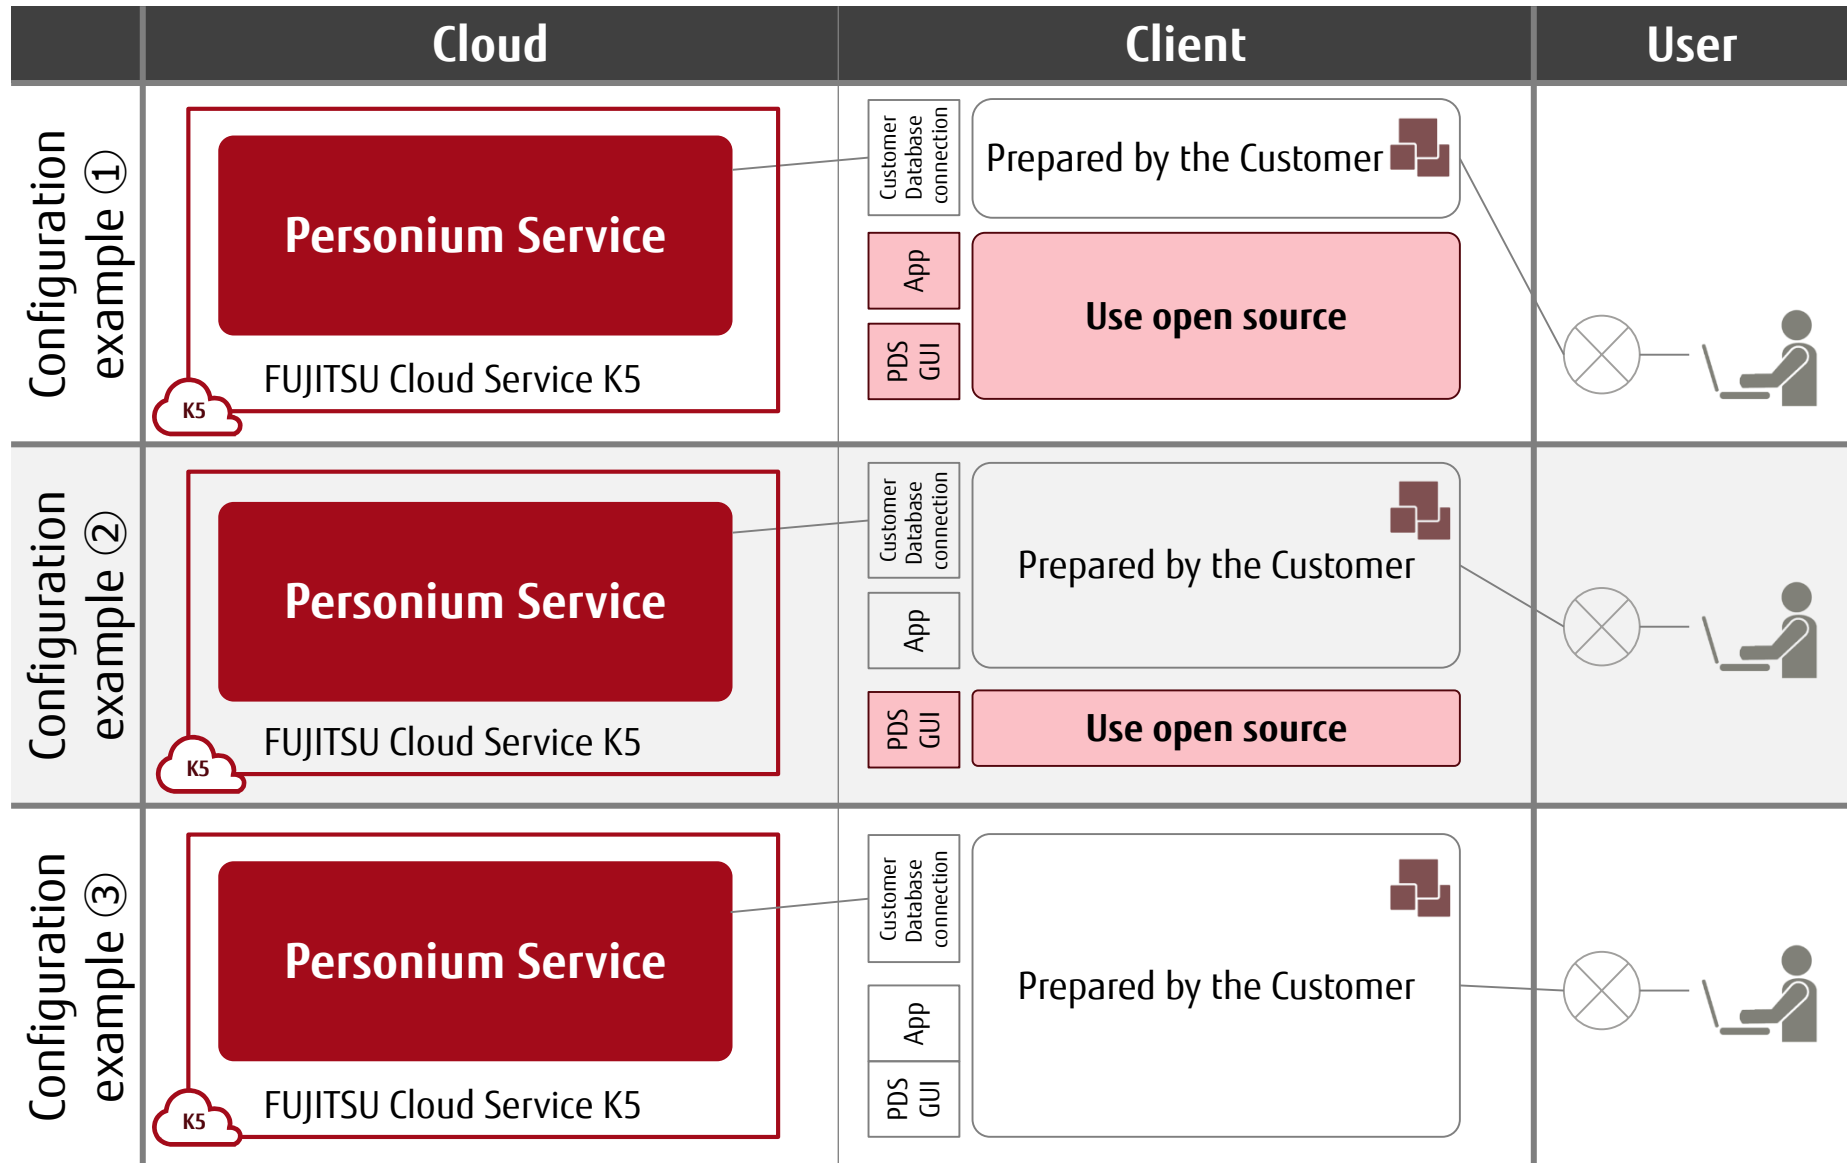 Cloud
Client
User
Configuration
example ①
Personium Service
FUJITSU Cloud Service K5
K5
Customer
Database
connection
App
PDS
GUI
Prepared by the Customer
Use open source
Configuration
example ②
Personium Service
FUJITSU Cloud Service K5
K5
Customer
Database
connection
App
PDS
GUI
Prepared by the Customer
Use open source
Configuration
example ③
Personium Service
FUJITSU Cloud Service K5
K5
Customer
Database
connection
App
PDS
GUI
Prepared by the Customer